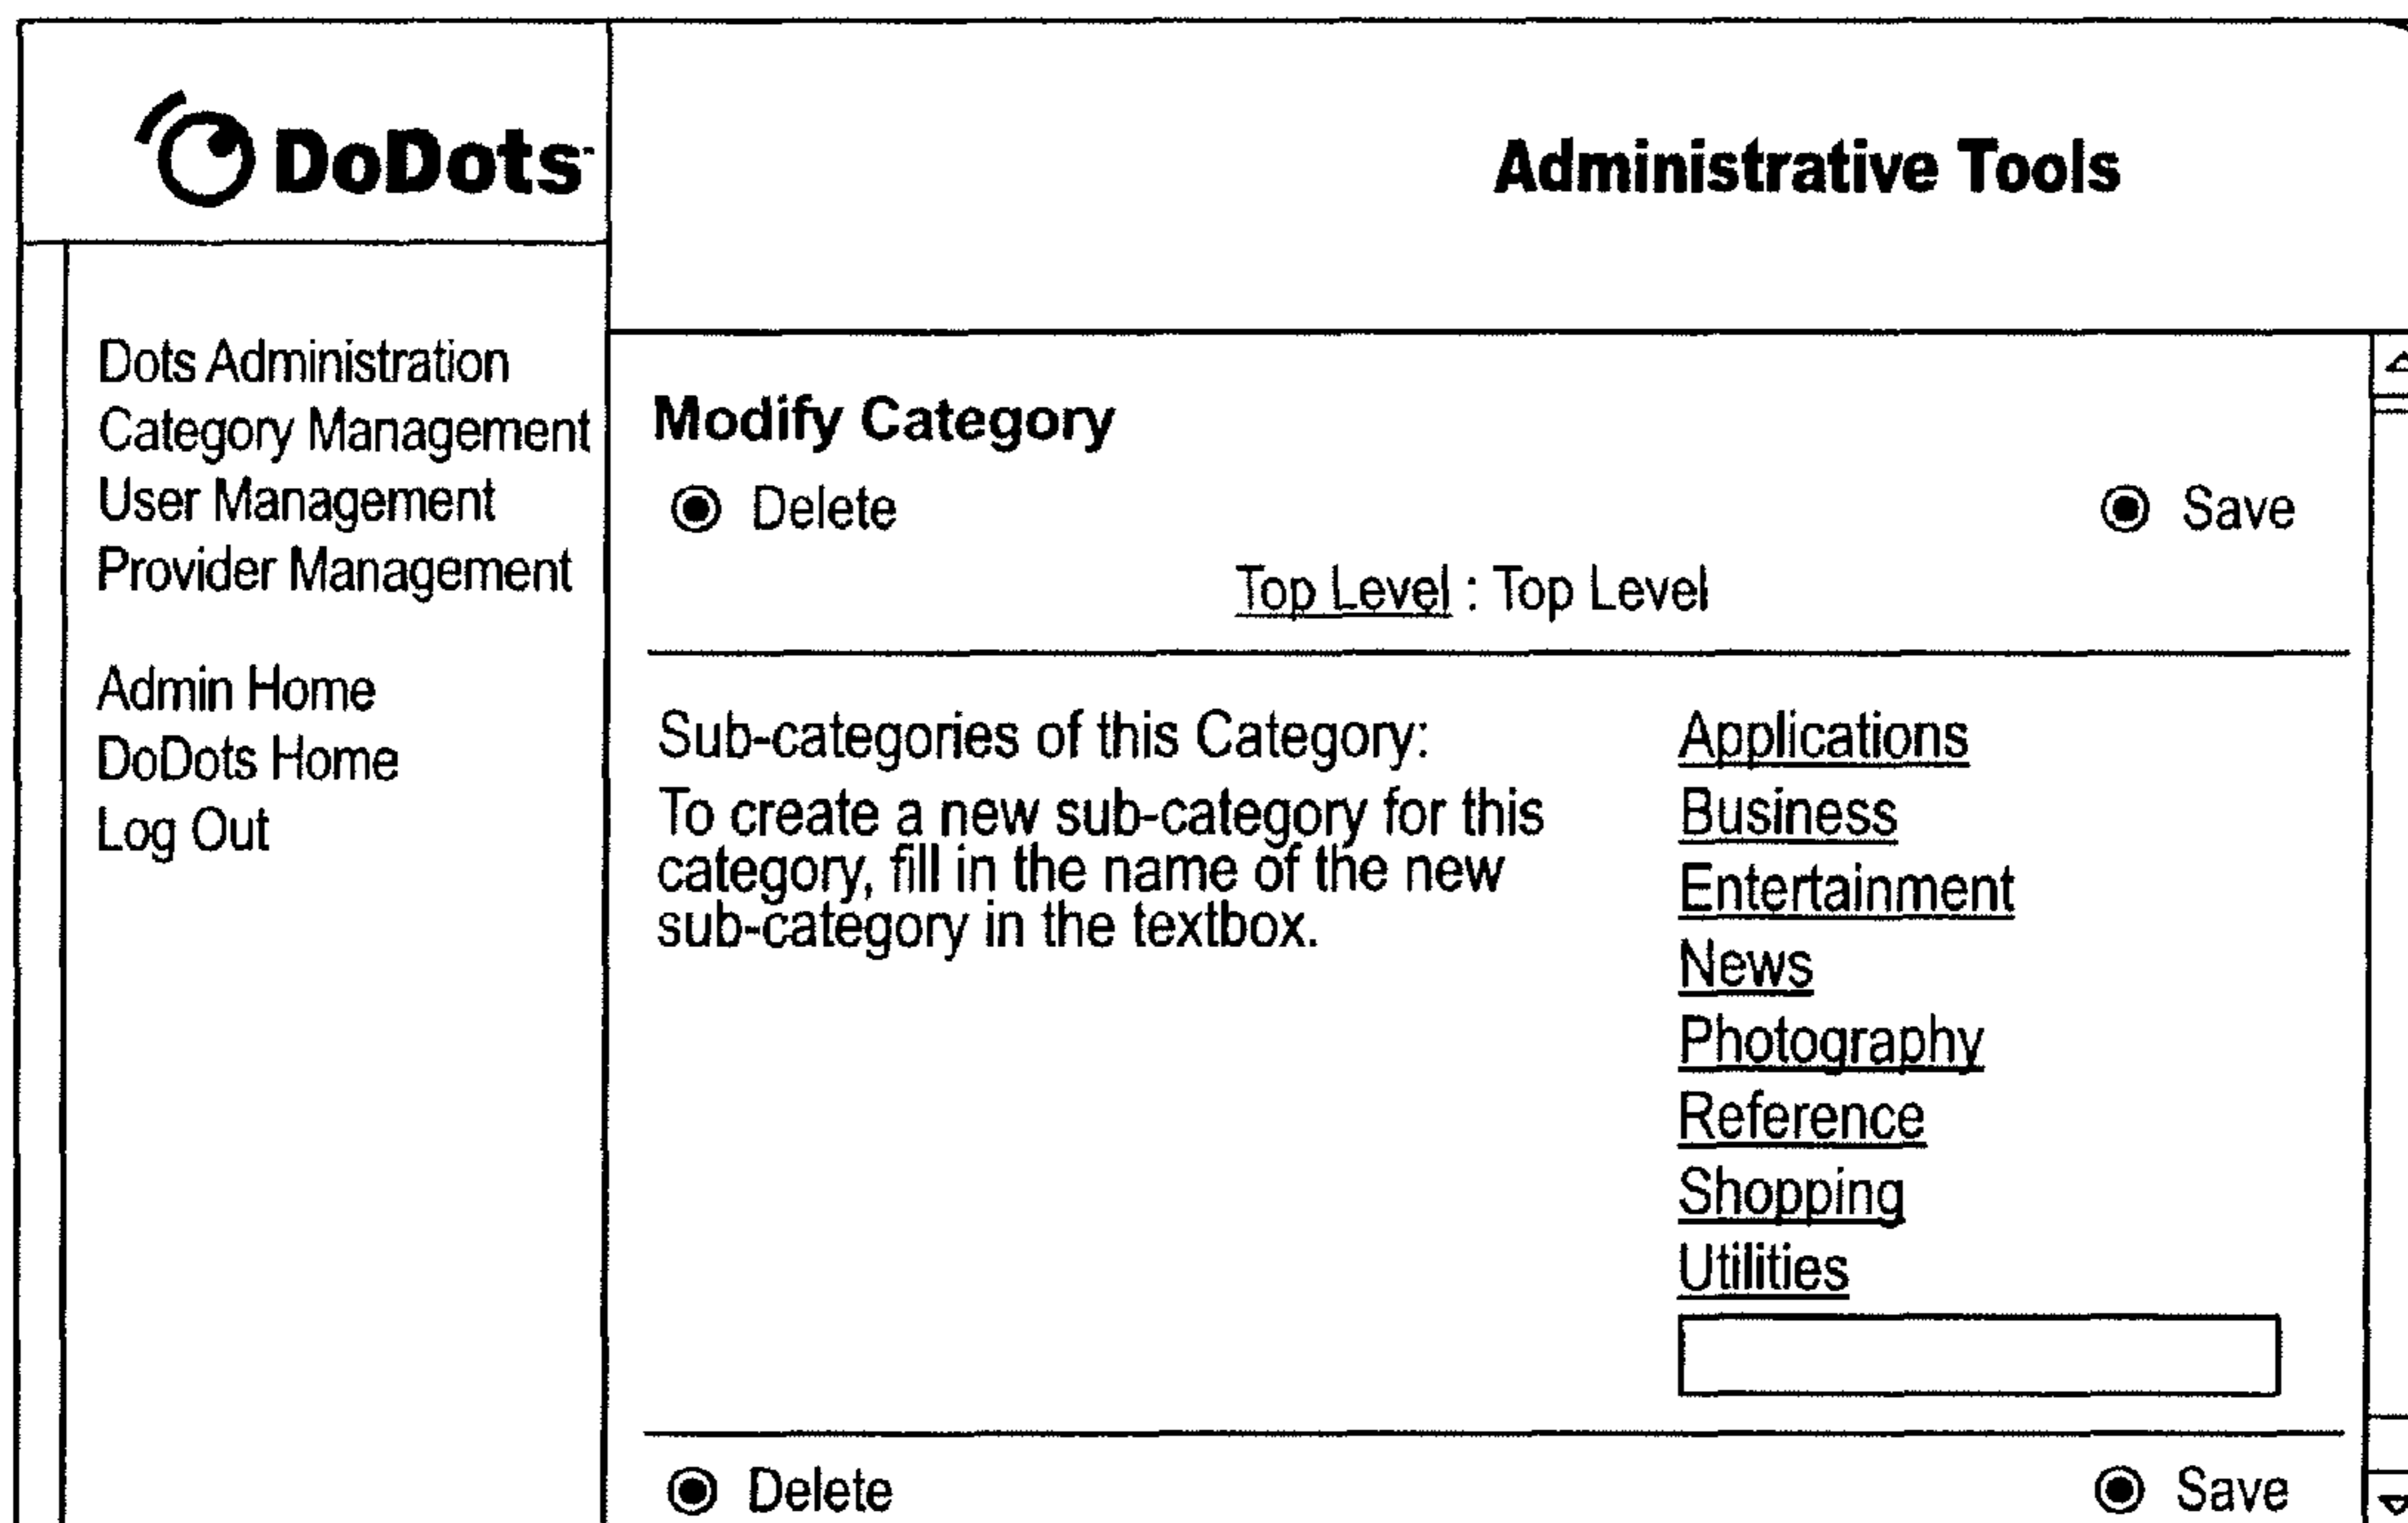 DoDots
Administrative Tools
Dots Administration
Category Management
User Management
Provider Management
Admin Home
DoDots Home
Log Out
Modify Category
Delete
Save
Top Level : Top Level
Sub-categories of this Category:
To create a new sub-category for this
category, fill in the name of the new
sub-category in the textbox.
Applications
Business
Entertainment
News
Photography
Reference
Shopping
Utilities
Delete
Save